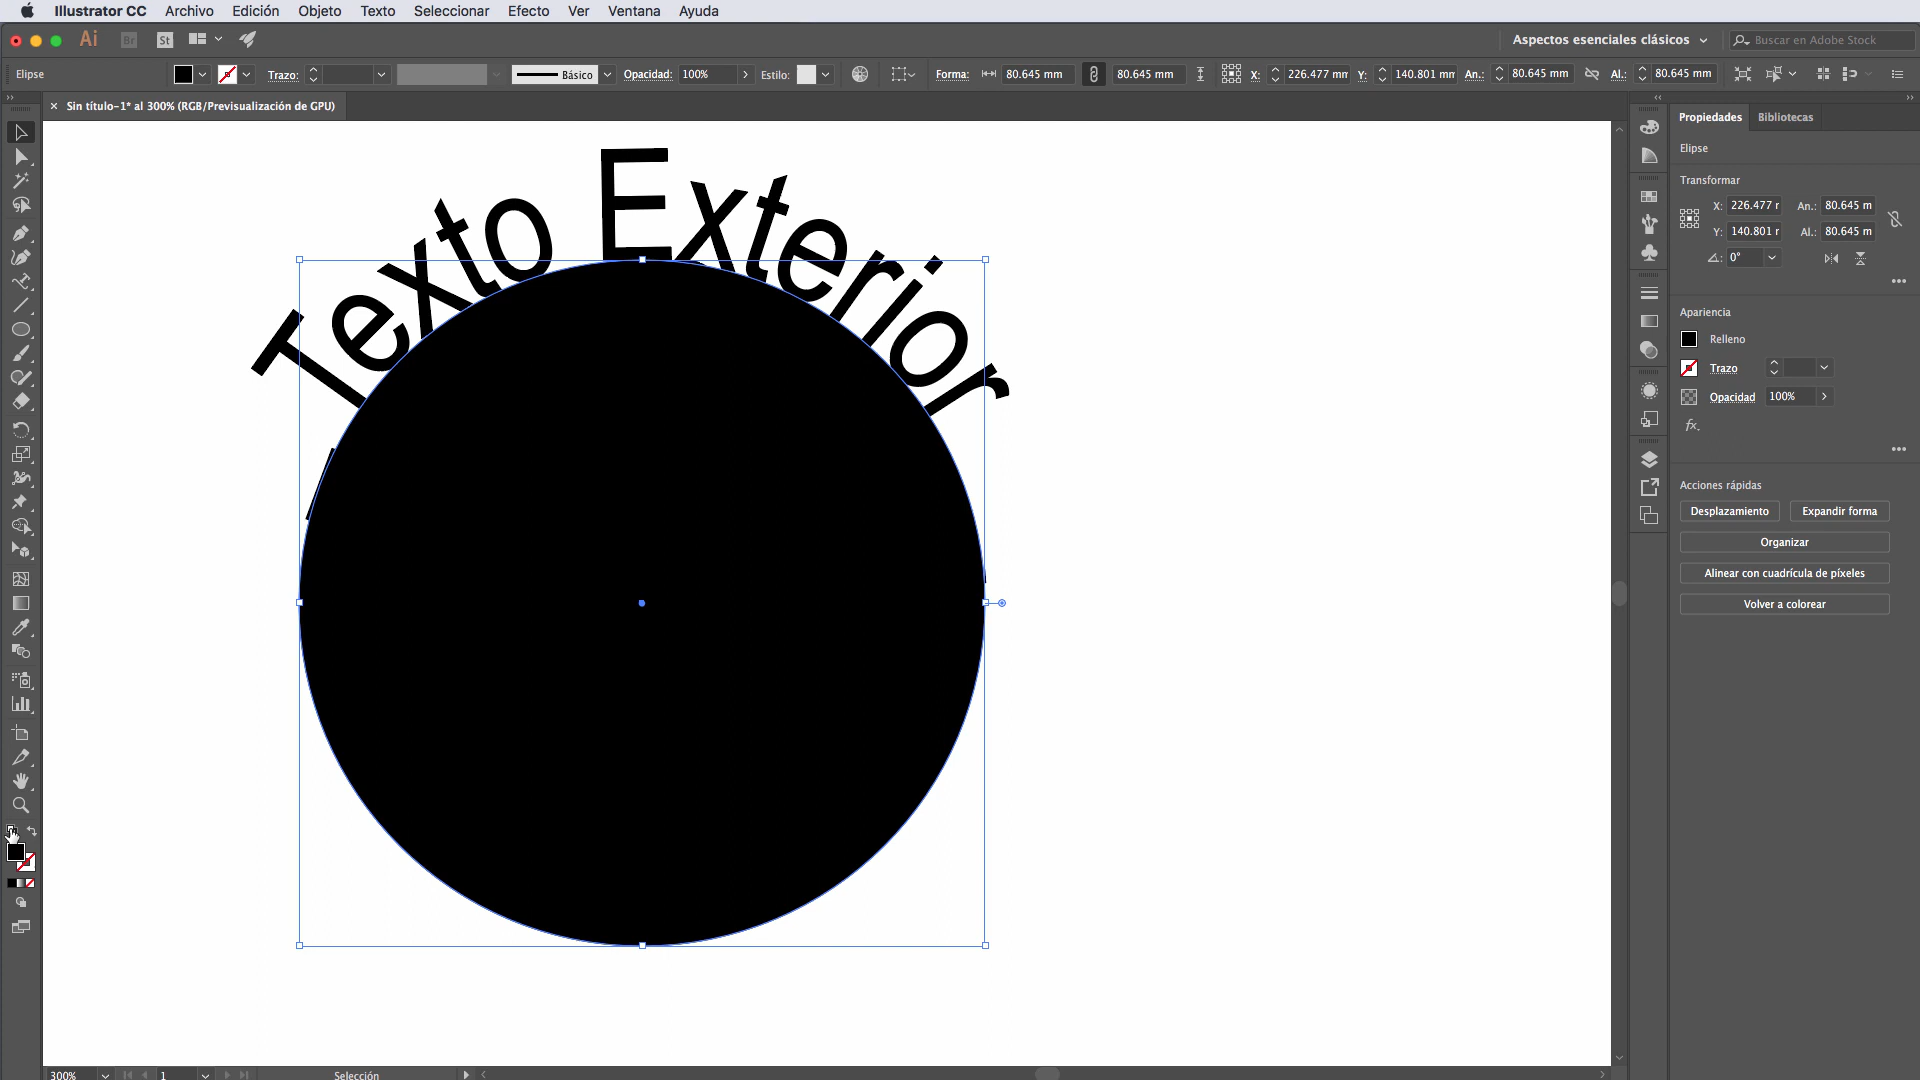 Illustrator CC Archivo Edición Objeto Texto Seleccionar Efecto Ver Ventana Ayuda
Ai Br St Aspectos esenciales clásicos Buscar en Adobe Stock
Elipse Trazo: Básico Opacidad: 100% Estilo: Forma: 80.645 mm 80.645 mm X: 226.477 mm Y: 140.801 mm An.: 80.645 mm Al.: 80.645 mm
× Sin título-1* al 300% (RGB/Previsualización de GPU)
Texto Exterior
Propiedades Bibliotecas
Elipse
Transformar
X: 226.477 r An.: 80.645 m
Y: 140.801 r Al.: 80.645 m
0°
Apariencia
Relleno
Trazo
Opacidad 100%
fx.
Acciones rápidas
Desplazamiento Expandir forma
Organizar
Alinear con cuadrícula de píxeles
Volver a colorear
300% 1 Selección